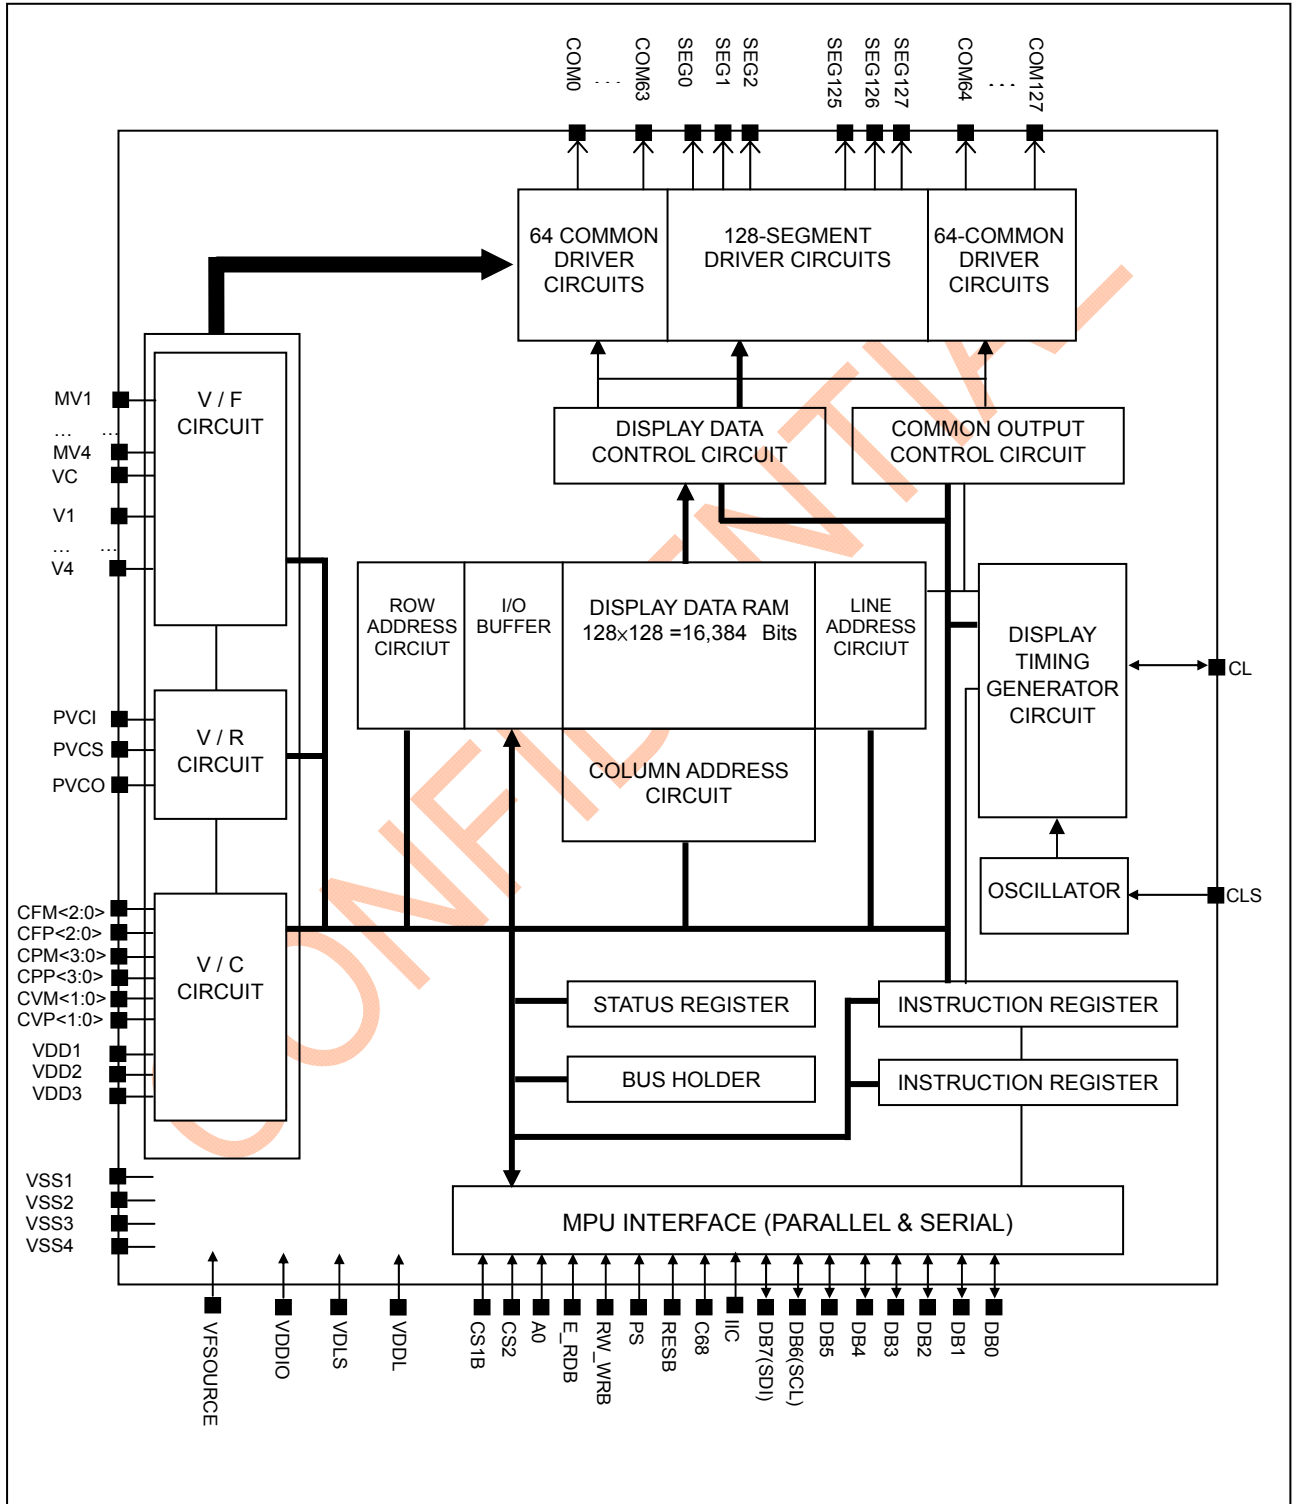 COM0
. . .
COM63
SEG0
SEG1
SEG2
SEG125
SEG126
SEG127
COM64
. . .
COM127
64 COMMON
DRIVER
CIRCUITS
128-SEGMENT
DRIVER CIRCUITS
64-COMMON
DRIVER
CIRCUITS
MV1
... ...
MV4
VC
V1
... ...
V4
V / F
CIRCUIT
DISPLAY DATA
CONTROL CIRCUIT
COMMON OUTPUT
CONTROL CIRCUIT
ROW
ADDRESS
CIRCIUT
I/O
BUFFER
DISPLAY DATA RAM
128×128 =16,384 Bits
LINE
ADDRESS
CIRCIUT
DISPLAY
TIMING
GENERATOR
CIRCUIT
CL
PVCI
PVCS
PVCO
V / R
CIRCUIT
COLUMN ADDRESS
CIRCUIT
OSCILLATOR
CLS
CFM<2:0>
CFP<2:0>
CPM<3:0>
CPP<3:0>
CVM<1:0>
CVP<1:0>
VDD1
VDD2
VDD3
V / C
CIRCUIT
STATUS REGISTER
INSTRUCTION REGISTER
BUS HOLDER
INSTRUCTION REGISTER
VSS1
VSS2
VSS3
VSS4
MPU INTERFACE (PARALLEL & SERIAL)
VFSOURCE
VDDIO
VDLS
VDDL
CS1B
CS2
A0
E_RDB
RW_WRB
PS
RESB
C68
IIC
DB7(SDI)
DB6(SCL)
DB5
DB4
DB3
DB2
DB1
DB0
CONFIDENTIAL